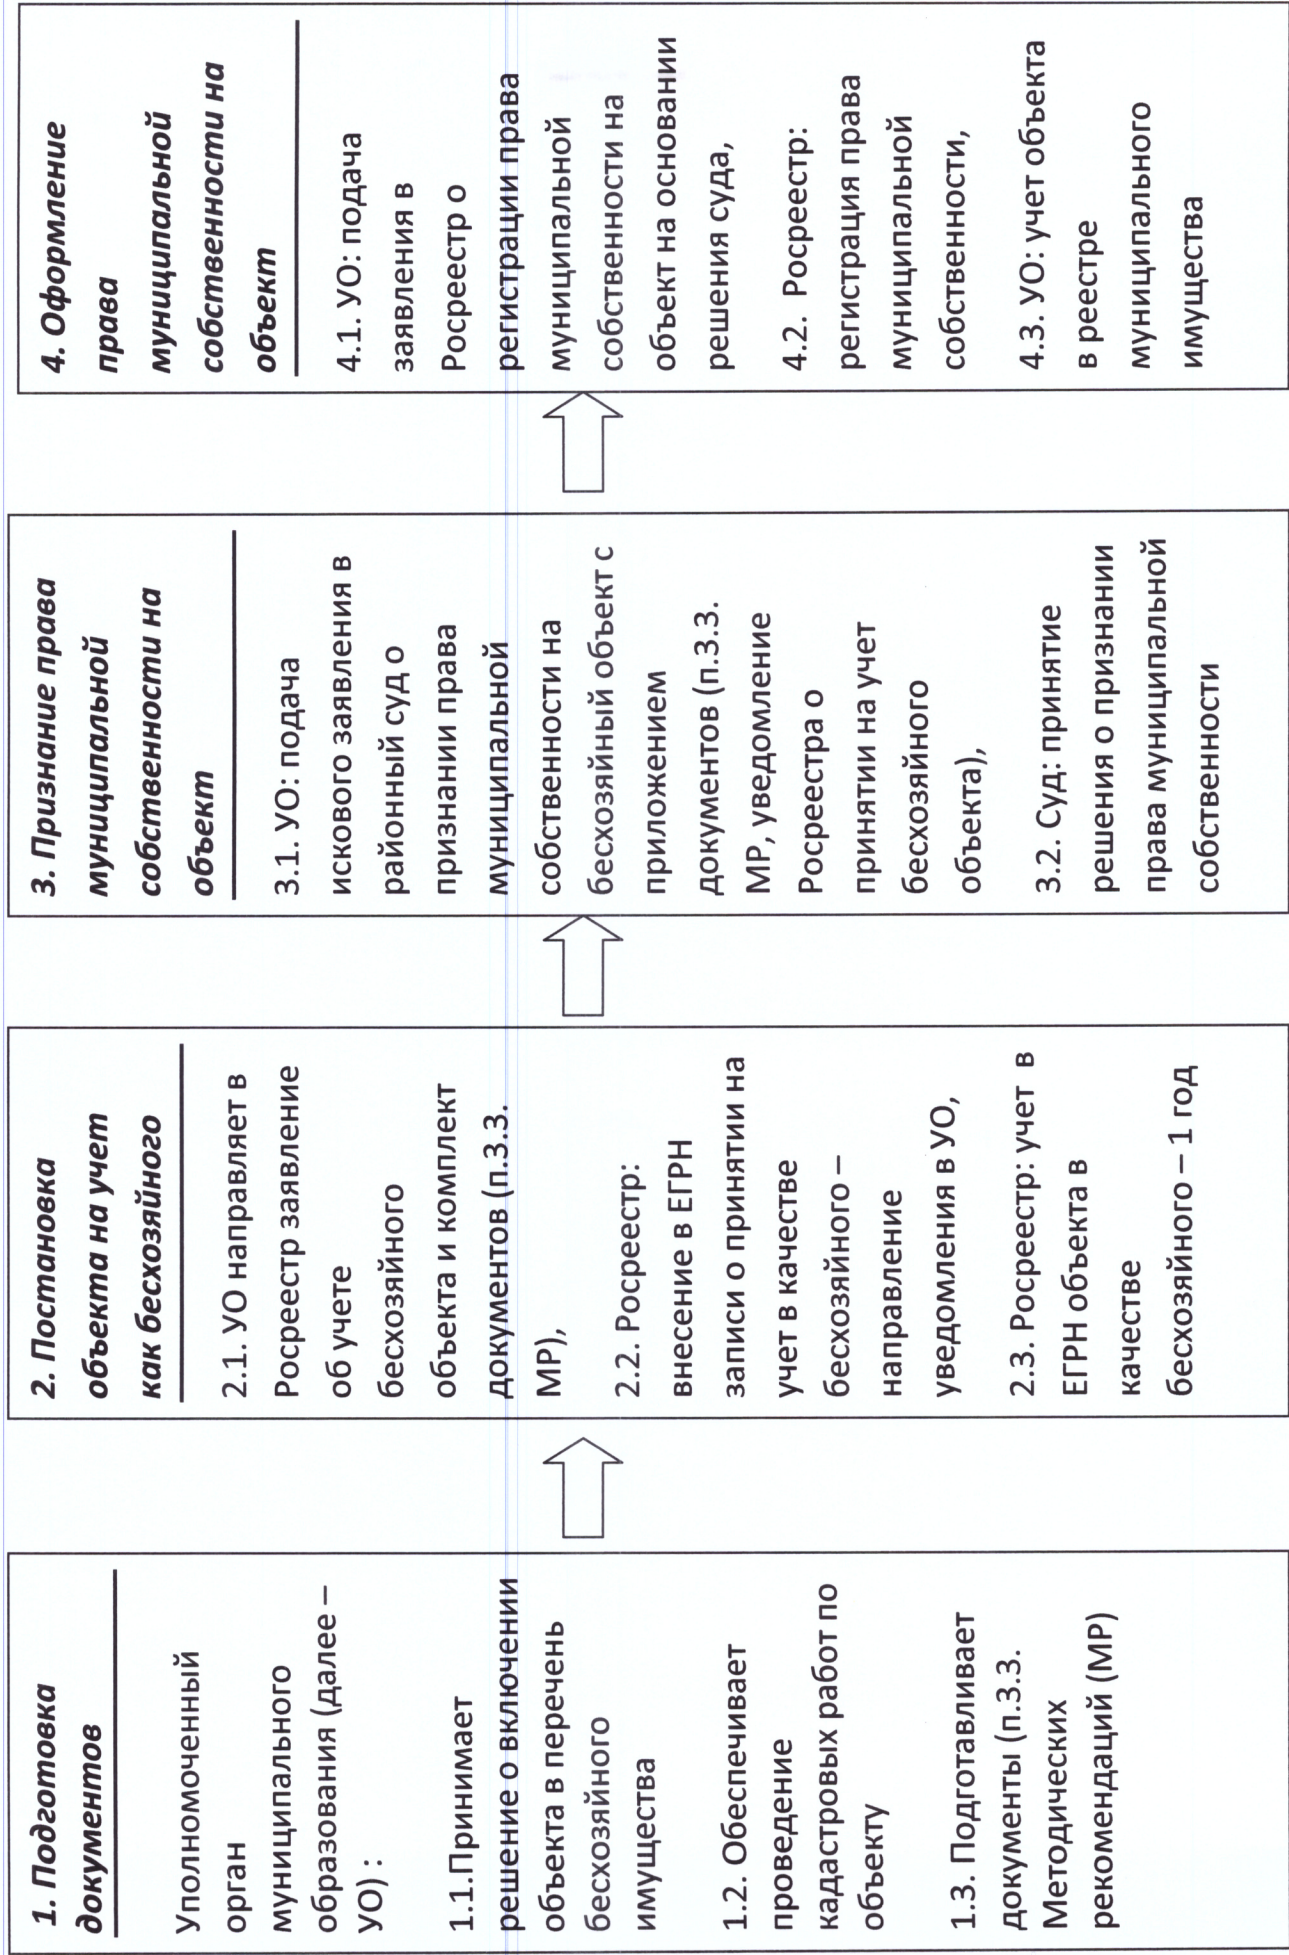 1. Подготовка
документов
Уполномоченный
орган
муниципального
образования (далее –
УО) :
1.1.Принимает
решение о включении
объекта в перечень
бесхозяйного
имущества
1.2. Обеспечивает
проведение
кадастровых работ по
объекту
1.3. Подготавливает
документы (п.3.3.
Методических
рекомендаций (МР)
2. Постановка
объекта на учет
как бесхозяйного
2.1. УО направляет в
Росреестр заявление
об учете
бесхозяйного
объекта и комплект
документов (п.3.3.
МР),
2.2. Росреестр:
внесение в ЕГРН
записи о принятии на
учет в качестве
бесхозяйного –
направление
уведомления в УО,
2.3. Росреестр: учет в
ЕГРН объекта в
качестве
бесхозяйного – 1 год
3. Признание права
муниципальной
собственности на
объект
3.1. УО: подача
искового заявления в
районный суд о
признании права
муниципальной
собственности на
бесхозяйный объект с
приложением
документов (п.3.3.
МР, уведомление
Росреестра о
принятии на учет
бесхозяйного
объекта),
3.2. Суд: принятие
решения о признании
права муниципальной
собственности
4. Оформление
права
муниципальной
собственности на
объект
4.1. УО: подача
заявления в
Росреестр о
регистрации права
муниципальной
собственности на
объект на основании
решения суда,
4.2. Росреестр:
регистрация права
муниципальной
собственности,
4.3. УО: учет объекта
в реестре
муниципального
имущества